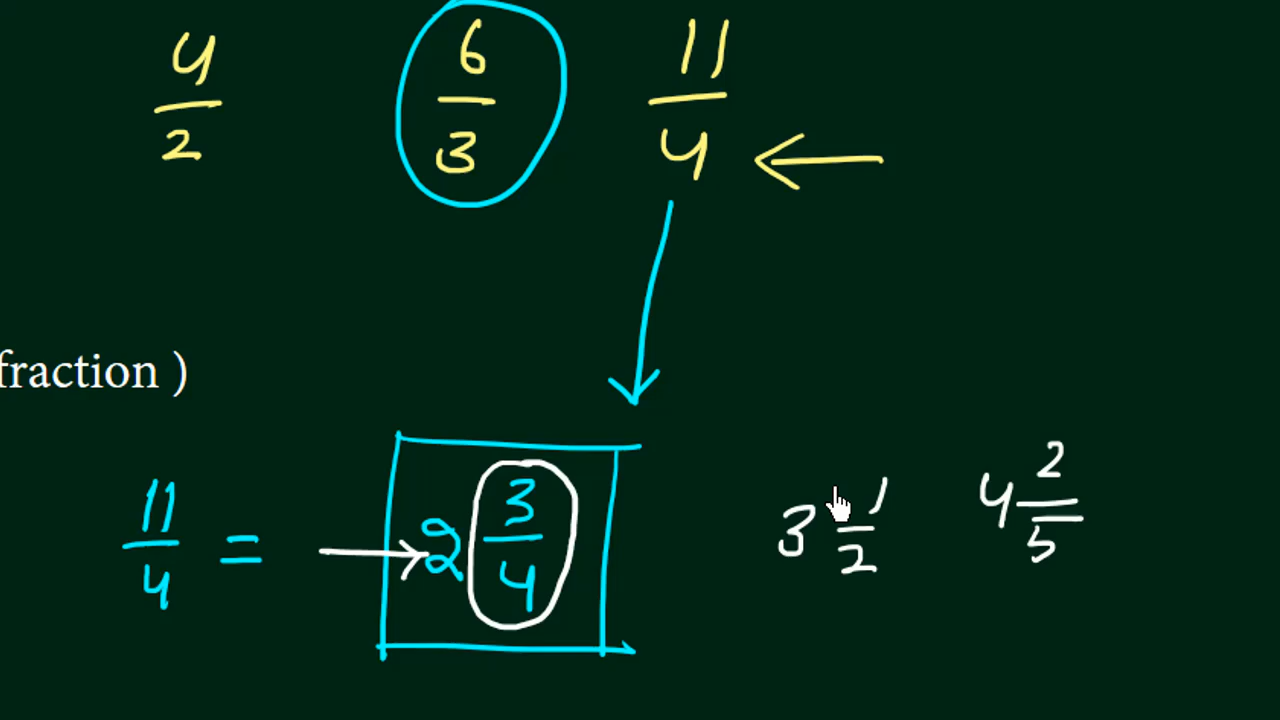 4/2 6/3 11/4
fraction )
11/4 = 2 3/4 3 1/2 4 2/5